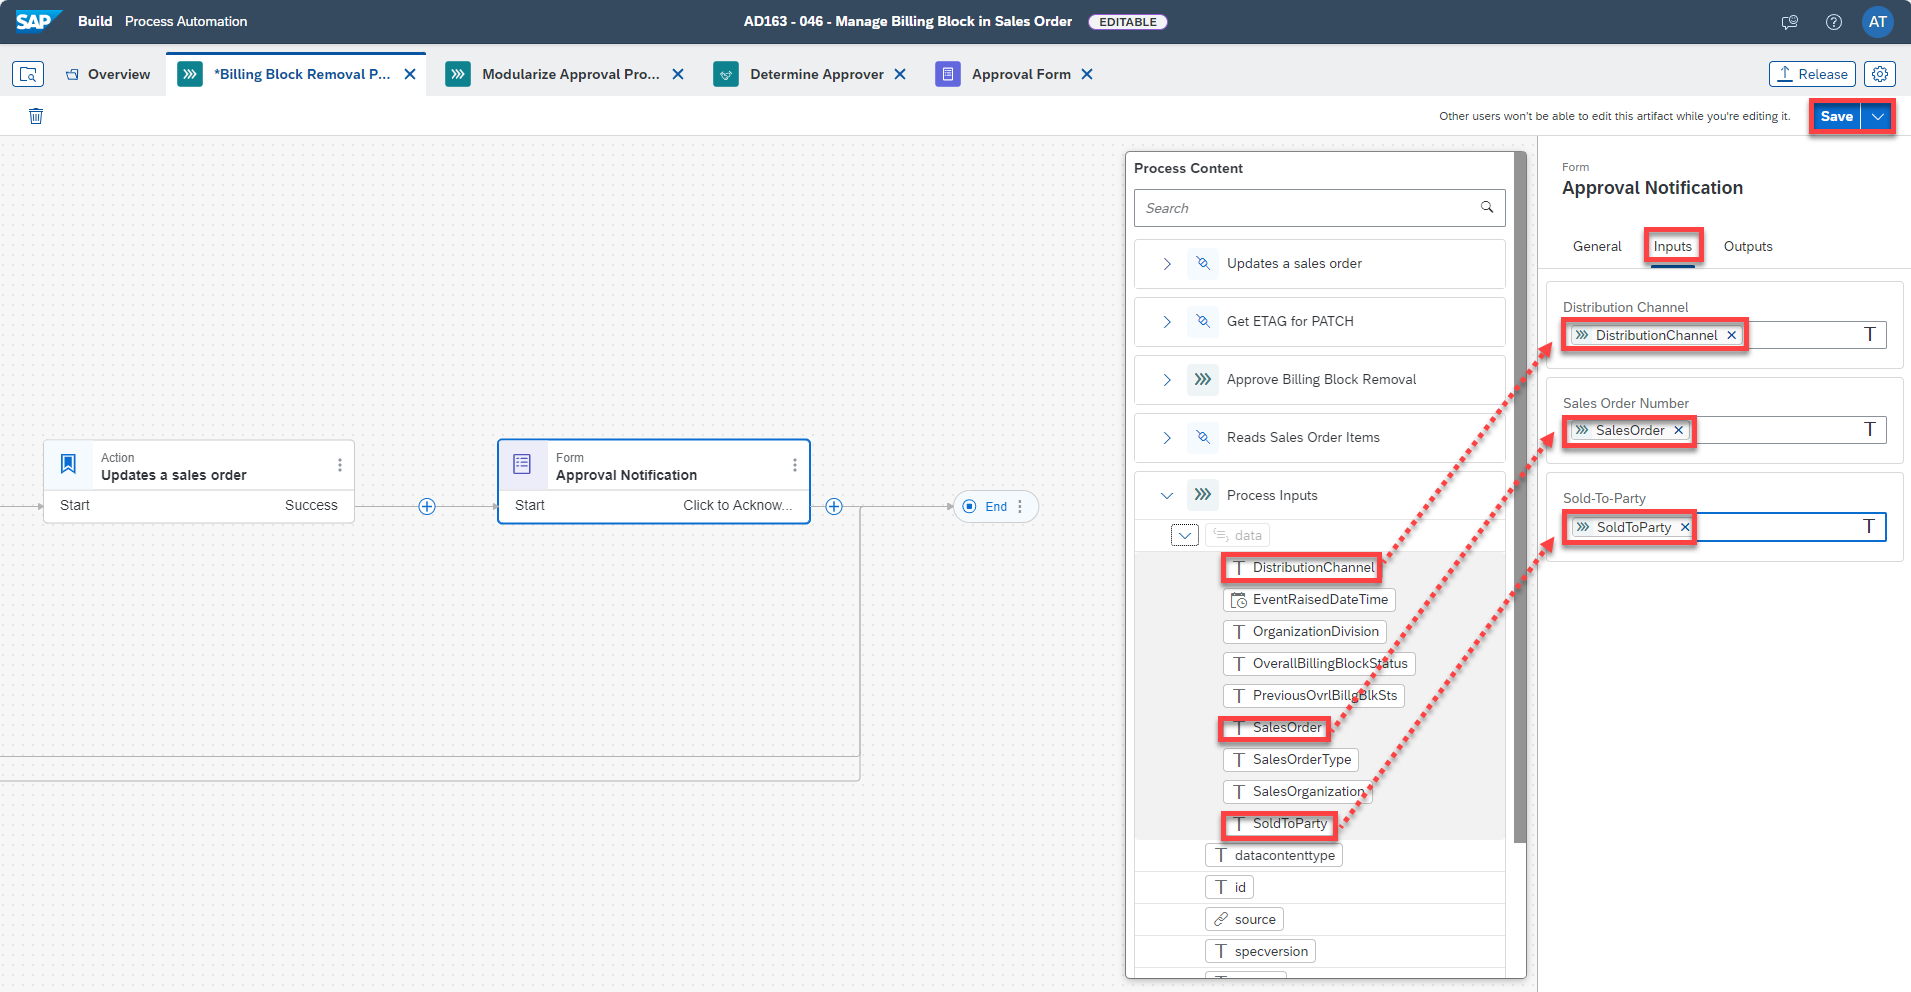 SAP Build Process Automation
AD163 - 046 - Manage Billing Block in Sales Order EDITABLE
AT
Overview
*Billing Block Removal P...
Modularize Approval Pro...
Determine Approver
Approval Form
Release
Other users won't be able to edit this artifact while you're editing it.
Save
Action
Updates a sales order
Start Success
Form
Approval Notification
Start Click to Acknow...
End
Process Content
Search
Updates a sales order
Get ETAG for PATCH
Approve Billing Block Removal
Reads Sales Order Items
Process Inputs
data
DistributionChannel
EventRaisedDateTime
OrganizationDivision
OverallBillingBlockStatus
PreviousOvrlBillgBlkSts
SalesOrder
SalesOrderType
SalesOrganization
SoldToParty
datacontenttype
id
source
specversion
Form
Approval Notification
General Inputs Outputs
Distribution Channel
DistributionChannel
Sales Order Number
SalesOrder
Sold-To-Party
SoldToParty